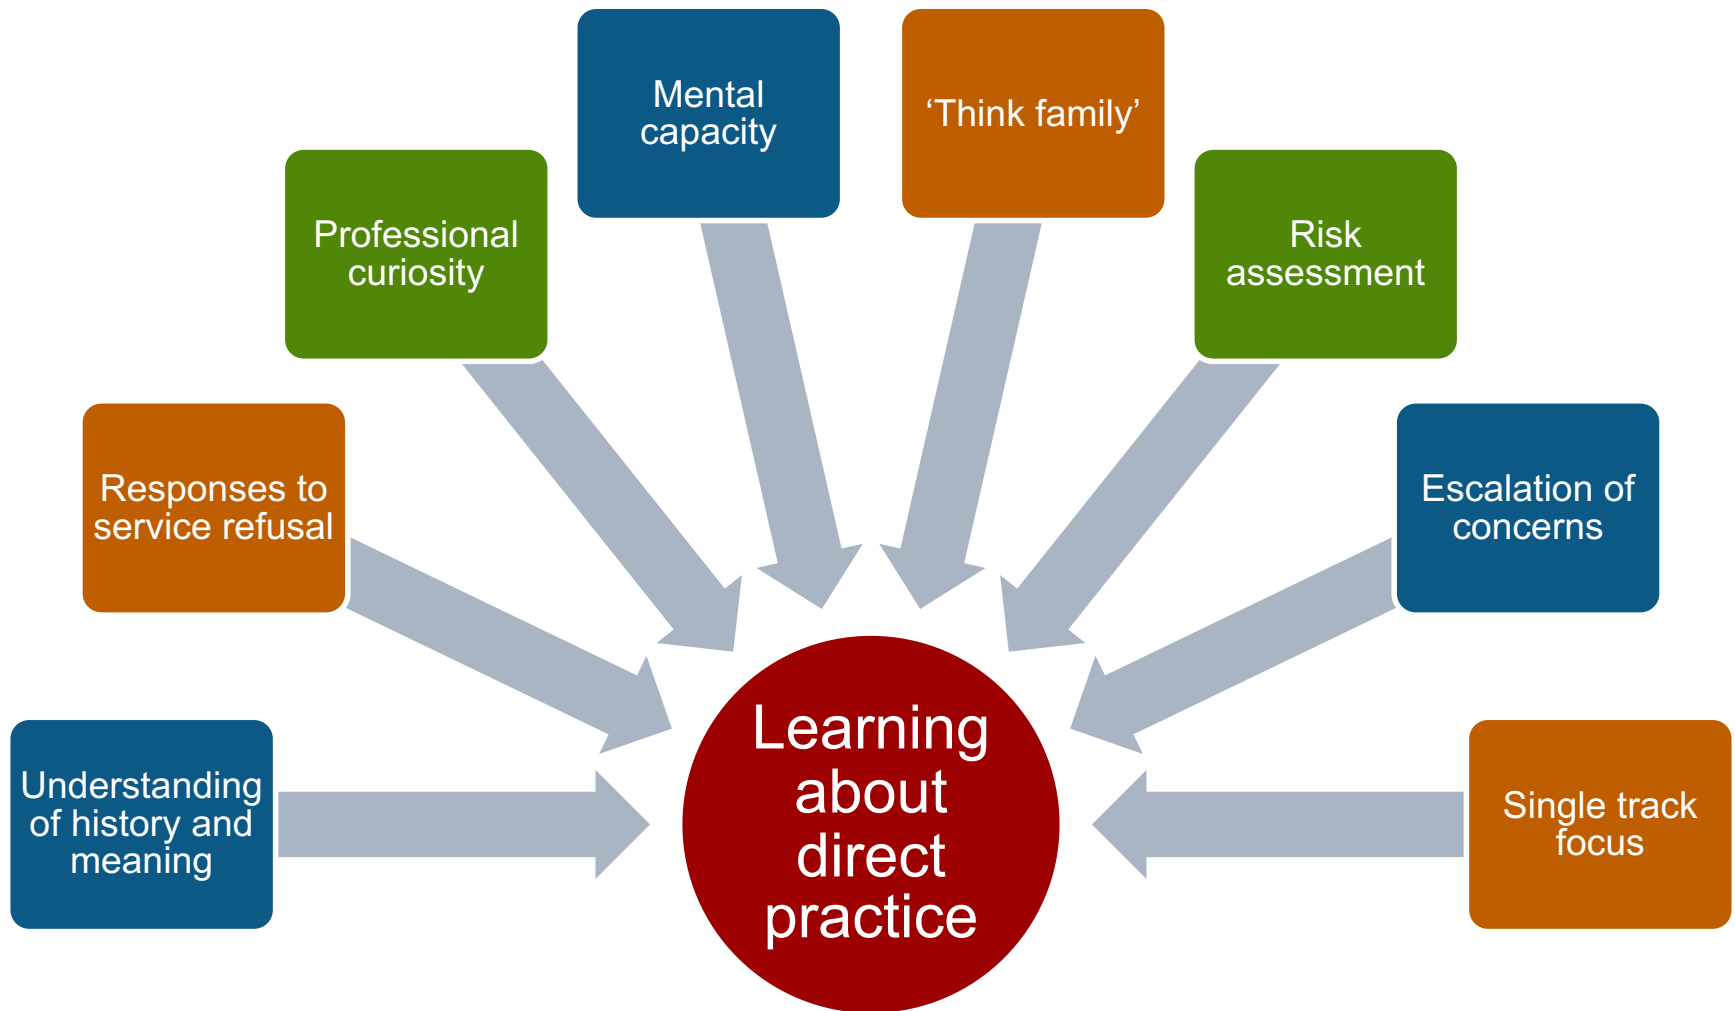 Mental
capacity
‘Think family’
Professional
curiosity
Risk
assessment
Responses to
service refusal
Escalation of
concerns
Understanding
of history and
meaning
Learning
about
direct
practice
Single track
focus